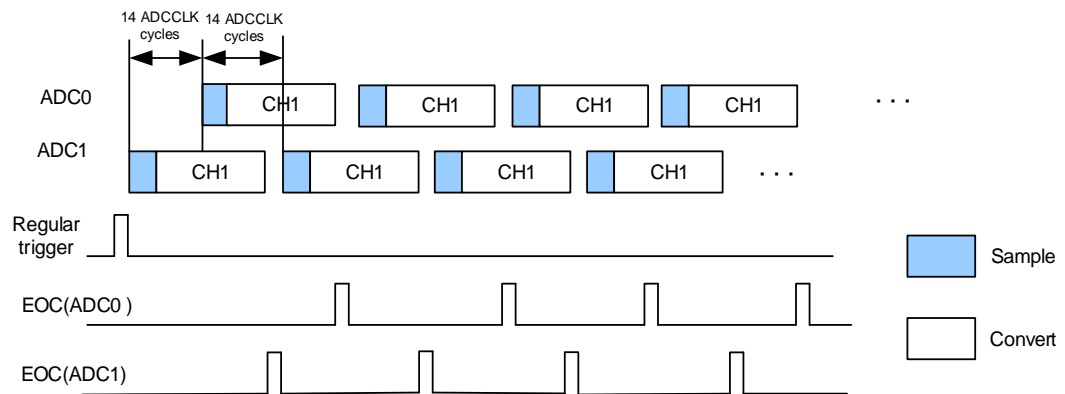 14 ADCCLK cycles
14 ADCCLK cycles
ADC0
CH1
CH1
CH1
CH1
. . .
ADC1
CH1
CH1
CH1
CH1
. . .
Regular
trigger
Sample
EOC(ADC0 )
Convert
EOC(ADC1)